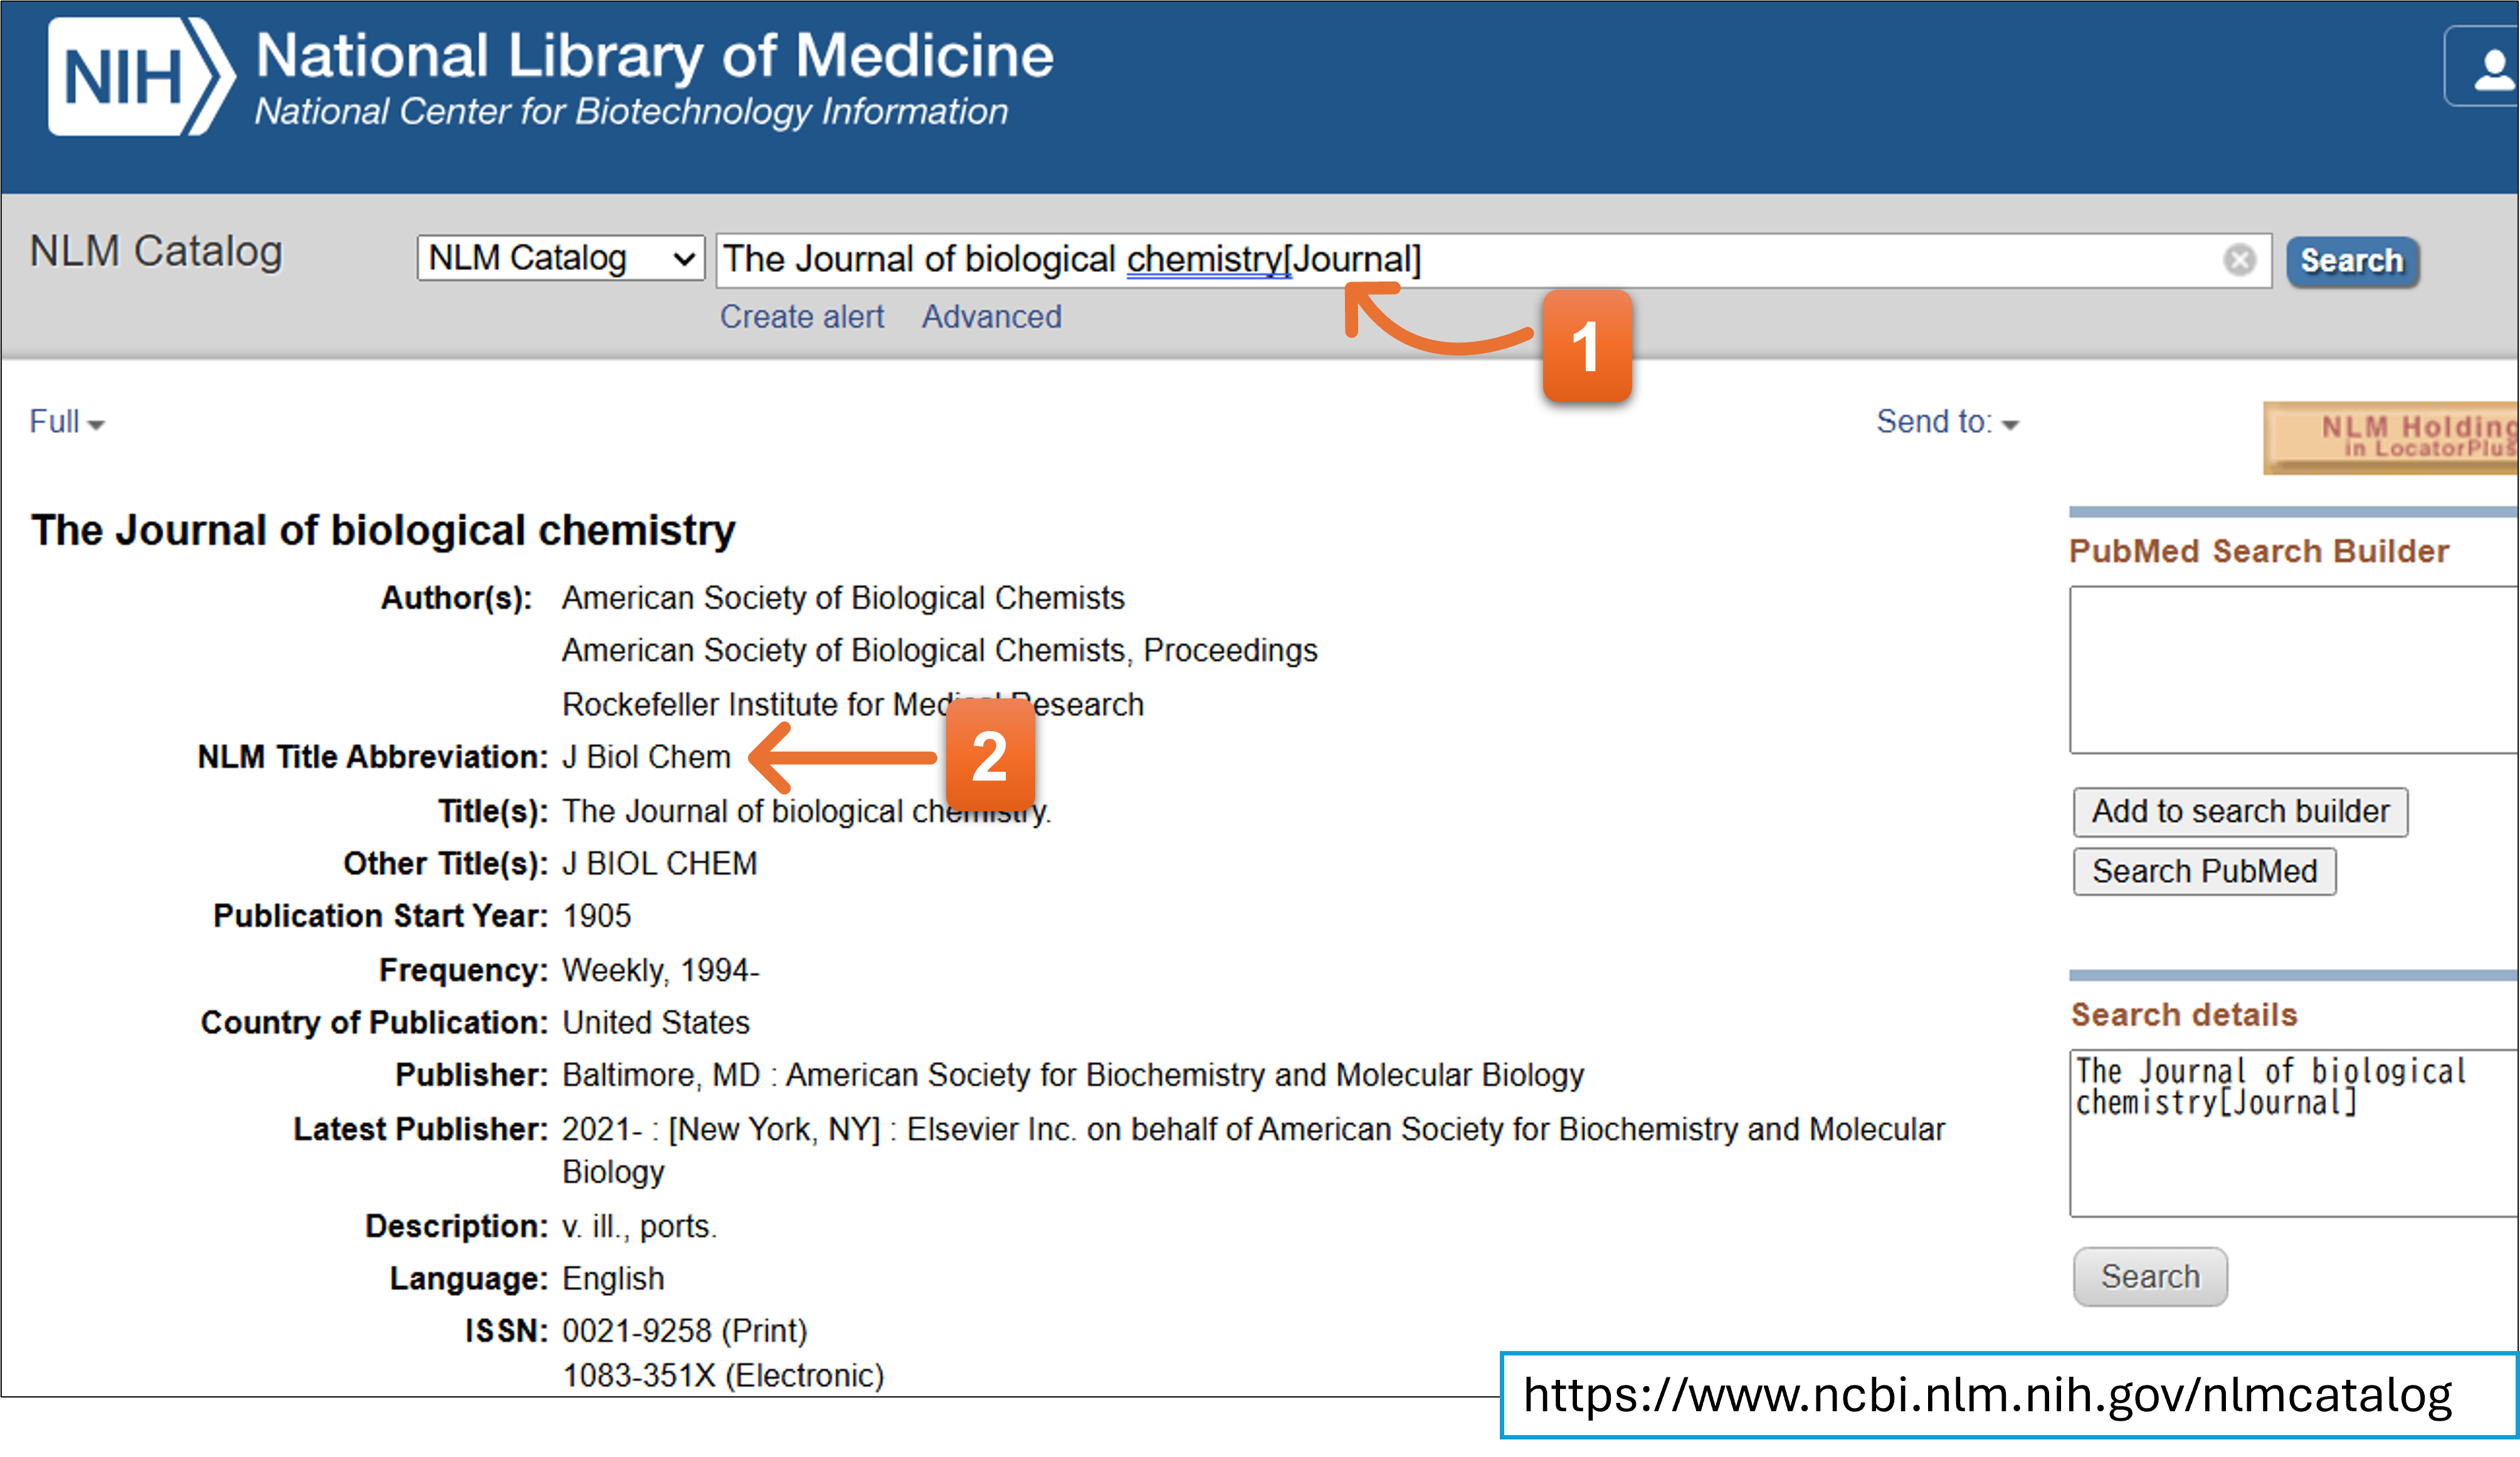 NIH National Library of Medicine
National Center for Biotechnology Information
NLM Catalog
NLM Catalog
The Journal of biological chemistry[Journal]
Search
Create alert Advanced
1
Full
Send to:
NLM Holding
in LocatorPlus
The Journal of biological chemistry
Author(s): American Society of Biological Chemists
American Society of Biological Chemists, Proceedings
Rockefeller Institute for Medical Research
NLM Title Abbreviation: J Biol Chem
2
Title(s): The Journal of biological chemistry.
Other Title(s): J BIOL CHEM
Publication Start Year: 1905
Frequency: Weekly, 1994-
Country of Publication: United States
Publisher: Baltimore, MD : American Society for Biochemistry and Molecular Biology
Latest Publisher: 2021- : [New York, NY] : Elsevier Inc. on behalf of American Society for Biochemistry and Molecular
Biology
Description: v. ill., ports.
Language: English
ISSN: 0021-9258 (Print)
1083-351X (Electronic)
PubMed Search Builder
Add to search builder
Search PubMed
Search details
The Journal of biological
chemistry[Journal]
Search
https://www.ncbi.nlm.nih.gov/nlmcatalog